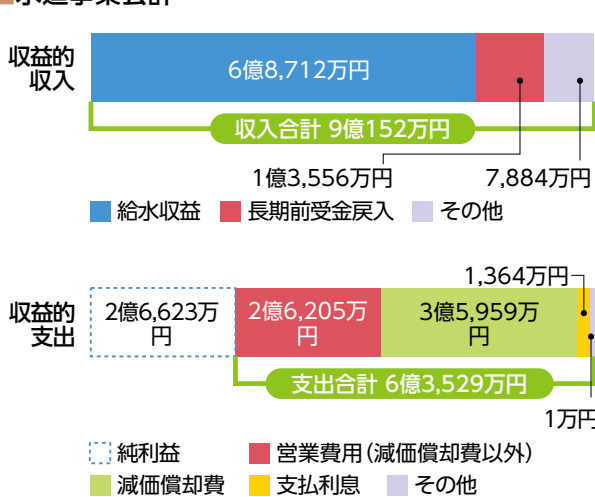 収益的
収入
6億8,712万円
収入合計 9億152万円
1億3,556万円
7,884万円
給水収益 長期前受金戻入 その他
1,364万円
収益的
支出
2億6,623万
円
2億6,205万
円
3億5,959万
円
支出合計 6億3,529万円
1万円
純利益 営業費用(減価償却費以外)
減価償却費 支払利息 その他